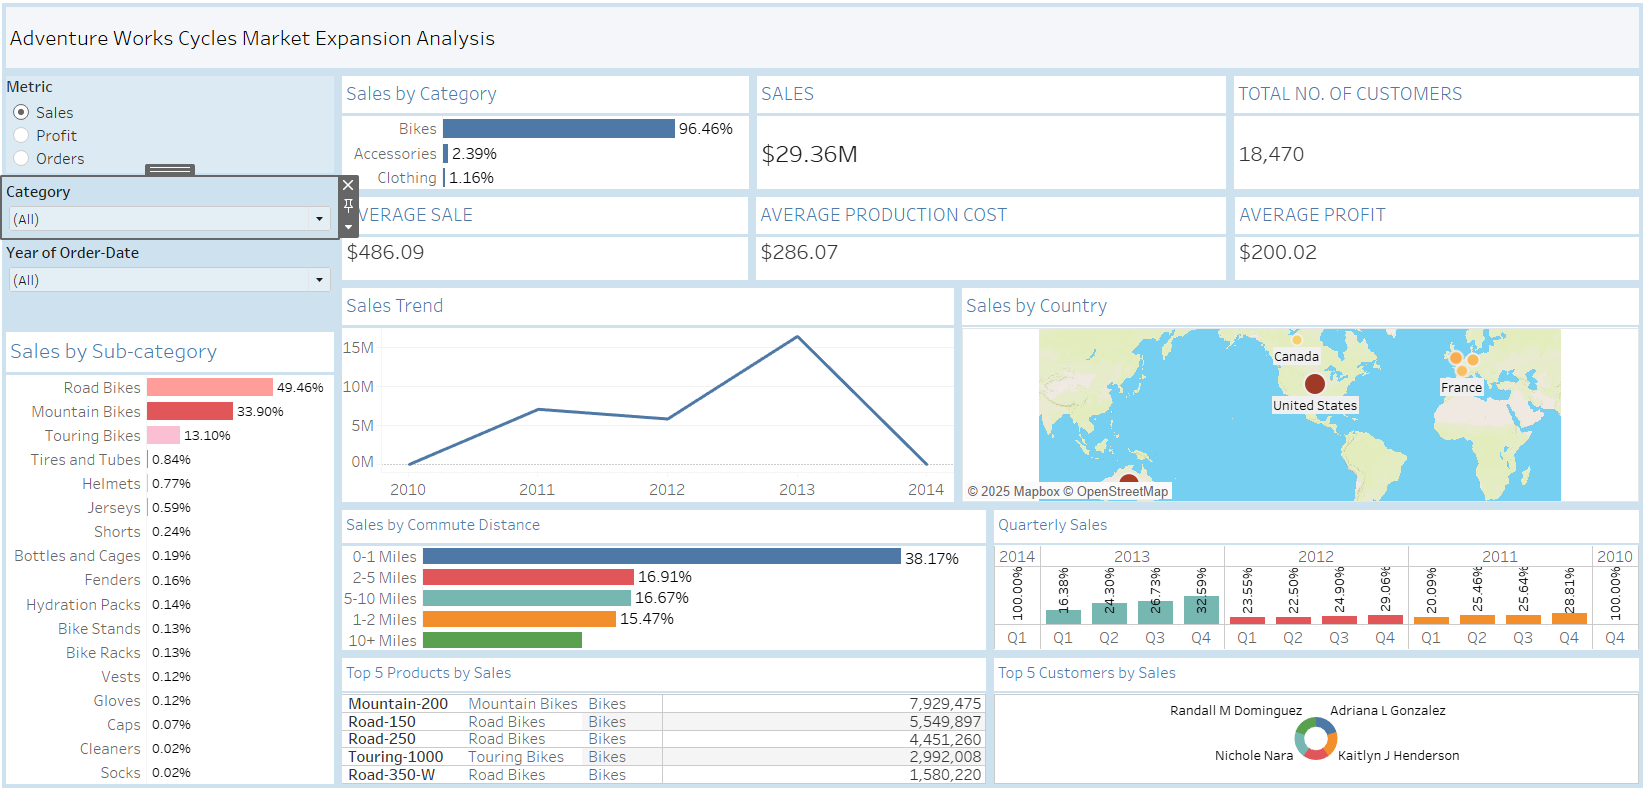 Adventure Works Cycles Market Expansion Analysis
Metric
Sales
Profit
Orders
Category
(All)
Year of Order-Date
(All)
Sales by Category
Bikes 96.46%
Accessories 2.39%
Clothing 1.16%
SALES
$29.36M
TOTAL NO. OF CUSTOMERS
18,470
VERAGE SALE
$486.09
AVERAGE PRODUCTION COST
$286.07
AVERAGE PROFIT
$200.02
Sales by Sub-category
Road Bikes 49.46%
Mountain Bikes 33.90%
Touring Bikes 13.10%
Tires and Tubes 0.84%
Helmets 0.77%
Jerseys 0.59%
Shorts 0.24%
Bottles and Cages 0.19%
Fenders 0.16%
Hydration Packs 0.14%
Bike Stands 0.13%
Bike Racks 0.13%
Vests 0.12%
Gloves 0.12%
Caps 0.07%
Cleaners 0.02%
Socks 0.02%
Sales Trend
15M
10M
5M
0M
2010 2011 2012 2013 2014
Sales by Country
Canada
United States
France
© 2025 Mapbox © OpenStreetMap
Sales by Commute Distance
0-1 Miles 38.17%
2-5 Miles 16.91%
5-10 Miles 16.67%
1-2 Miles 15.47%
10+ Miles
Quarterly Sales
2014 2013 2012 2011 2010
100.00% 16.38% 24.30% 26.73% 32.59% 23.55% 22.50% 24.90% 29.06% 20.09% 25.46% 25.64% 28.81% 100.00%
Q1 Q1 Q2 Q3 Q4 Q1 Q2 Q3 Q4 Q1 Q2 Q3 Q4 Q4
Top 5 Products by Sales
Mountain-200 Mountain Bikes Bikes 7,929,475
Road-150 Road Bikes Bikes 5,549,897
Road-250 Road Bikes Bikes 4,451,260
Touring-1000 Touring Bikes Bikes 2,992,008
Road-350-W Road Bikes Bikes 1,580,220
Top 5 Customers by Sales
Randall M Dominguez Adriana L Gonzalez
Nichole Nara Kaitlyn J Henderson